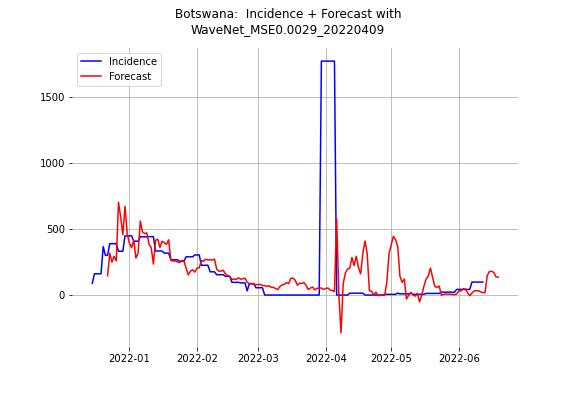 Botswana:  Incidence + Forecast with
WaveNet_MSE0.0029_20220409
Incidence
Forecast
1500
1000
500
0
2022-01 2022-02 2022-03 2022-04 2022-05 2022-06